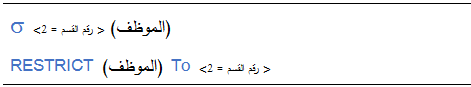 σ <2 = رقم القسم > (الموظف)
RESTRICT (الموظف) To <2 = رقم القسم >